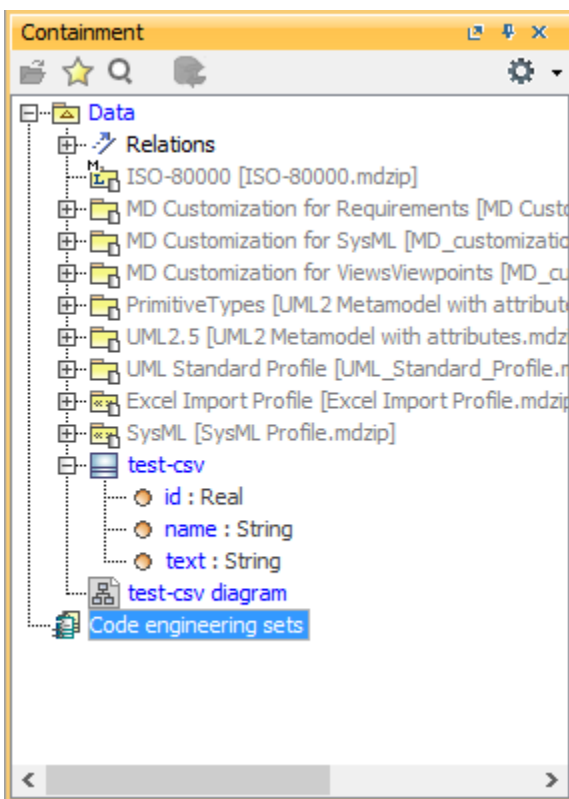 Containment
Data
Relations
ISO-80000 [ISO-80000.mdzip]
MD Customization for Requirements [MD Custo
MD Customization for SysML [MD_customizatio
MD Customization for ViewsViewpoints [MD_cu
PrimitiveTypes [UML2 Metamodel with attribut
UML2.5 [UML2 Metamodel with attributes.mdz
UML Standard Profile [UML_Standard_Profile.m
Excel Import Profile [Excel Import Profile.mdzip
SysML [SysML Profile.mdzip]
test-csv
id : Real
name : String
text : String
test-csv diagram
Code engineering sets